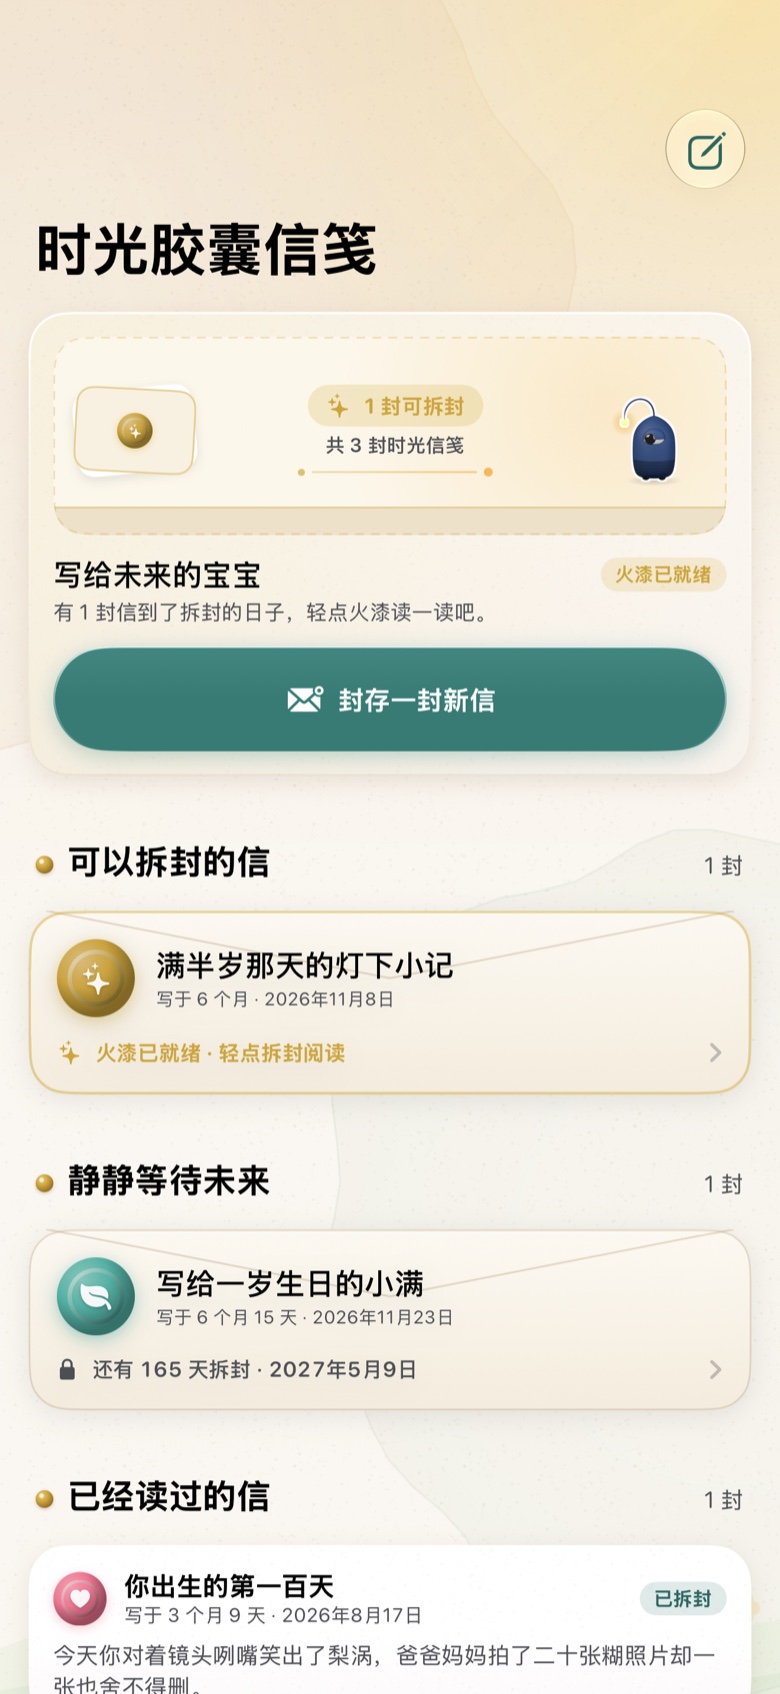 时光胶囊信笺
1 封可拆封
共 3 封时光信笺
写给未来的宝宝
火漆已就绪
有 1 封信到了拆封的日子，轻点火漆读一读吧。
封存一封新信
可以拆封的信
1 封
满半岁那天的灯下小记
写于 6 个月 · 2026年11月8日
火漆已就绪 · 轻点拆封阅读
静静等待未来
1 封
写给一岁生日的小满
写于 6 个月 15 天 · 2026年11月23日
还有 165 天拆封 · 2027年5月9日
已经读过的信
1 封
你出生的第一百天
写于 3 个月 9 天 · 2026年8月17日
已拆封
今天你对着镜头咧嘴笑出了梨涡，爸爸妈妈拍了二十张糊照片却一
张也舍不得删。